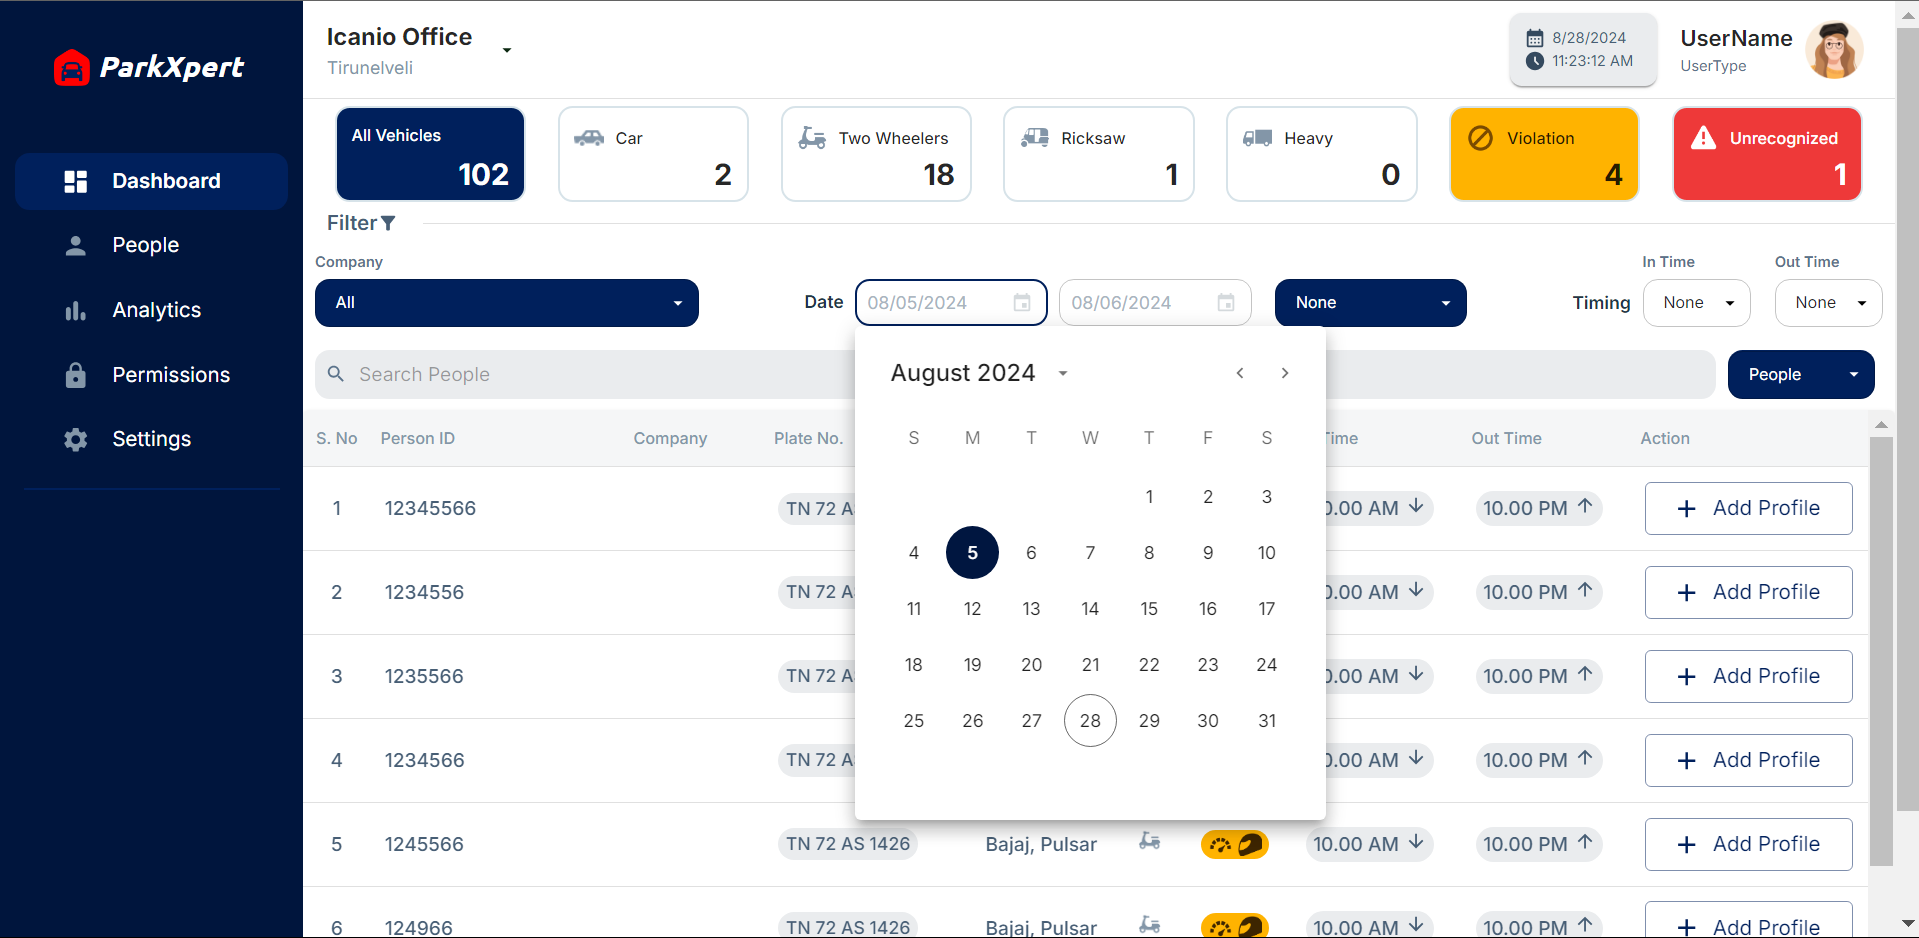 ParkXpert
Dashboard
People
Analytics
Permissions
Settings
Icanio Office
Tirunelveli
8/28/2024
11:23:12 AM
UserName
UserType
All Vehicles
102
Car
2
Two Wheelers
18
Ricksaw
1
Heavy
0
Violation
4
Unrecognized
1
Filter
Company
All
Date
08/05/2024
08/06/2024
None
Timing
In Time
None
Out Time
None
Search People
People
August 2024
S M T W T F S
1 2 3
4 5 6 7 8 9 10
11 12 13 14 15 16 17
18 19 20 21 22 23 24
25 26 27 28 29 30 31
S. No Person ID Company Plate No. Time Out Time Action
1 12345566 TN 72 A 0.00 AM 10.00 PM + Add Profile
2 1234556 TN 72 A 0.00 AM 10.00 PM + Add Profile
3 1235566 TN 72 A 0.00 AM 10.00 PM + Add Profile
4 1234566 TN 72 A 0.00 AM 10.00 PM + Add Profile
5 1245566 TN 72 AS 1426 Bajaj, Pulsar 10.00 AM 10.00 PM + Add Profile
6 124966 TN 72 AS 1426 Bajaj, Pulsar 10.00 AM 10.00 PM + Add Profile